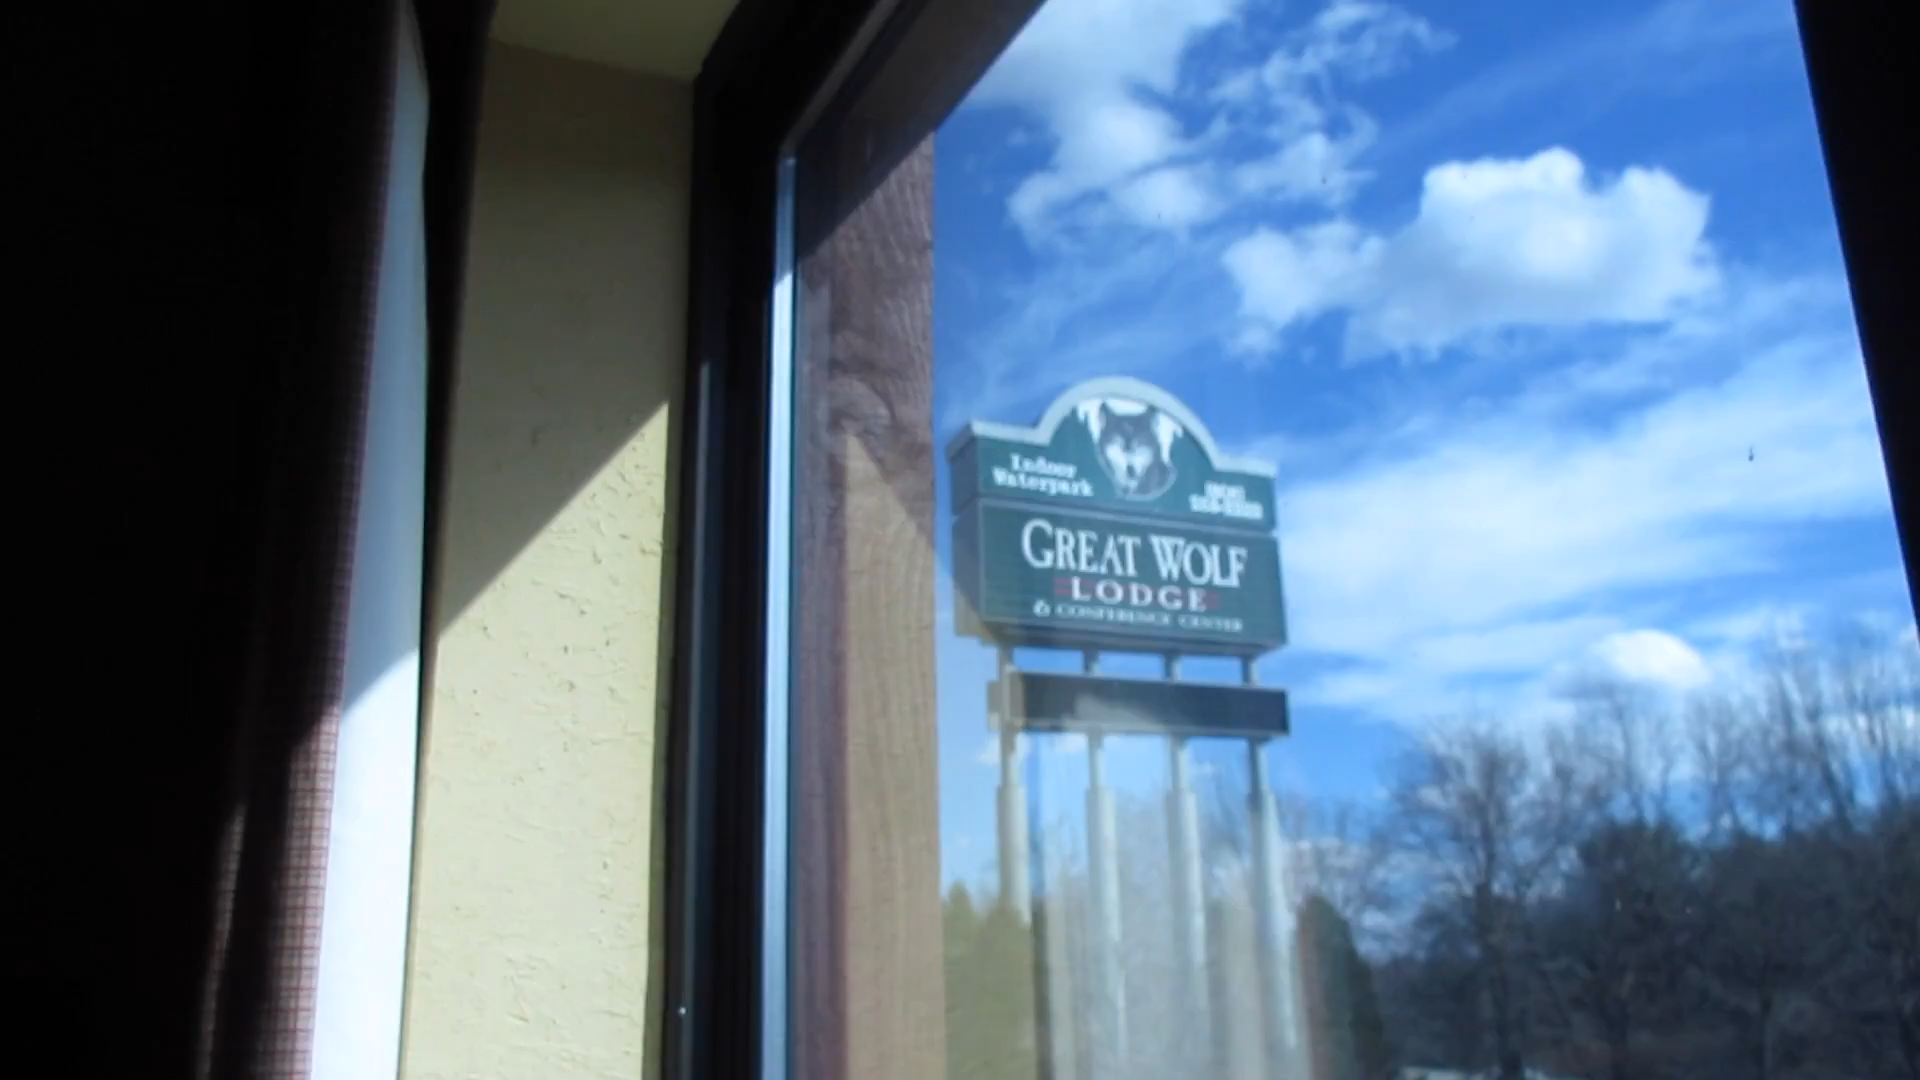 Indoor
Waterpark
GREAT WOLF
LODGE
& CONFERENCE CENTER